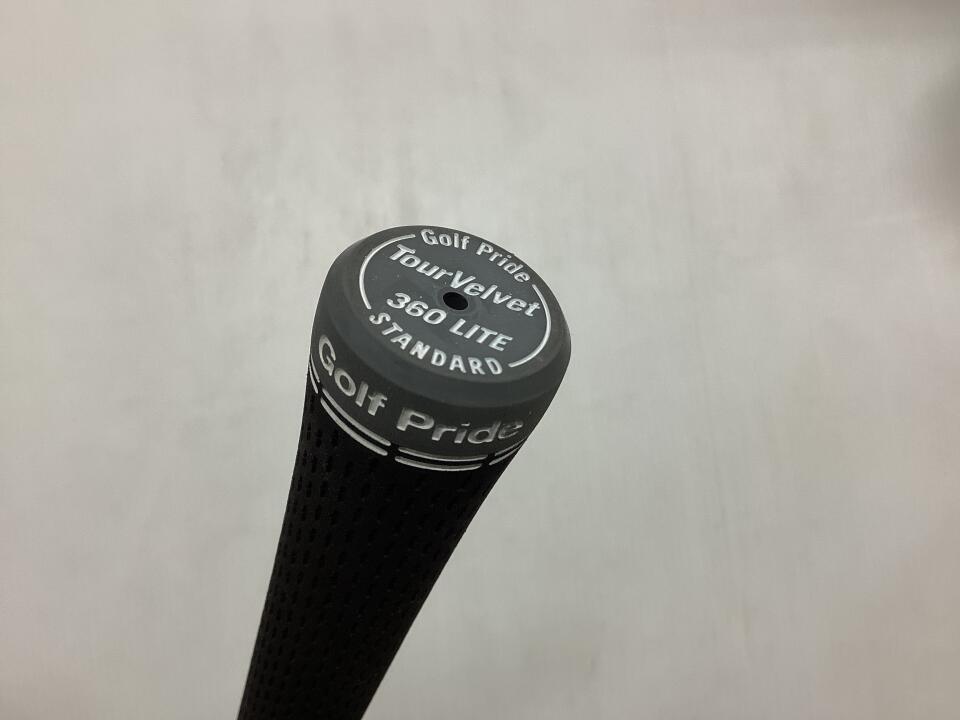 Golf Pride
TourVelvet
360 LITE
STANDARD
Golf Pride